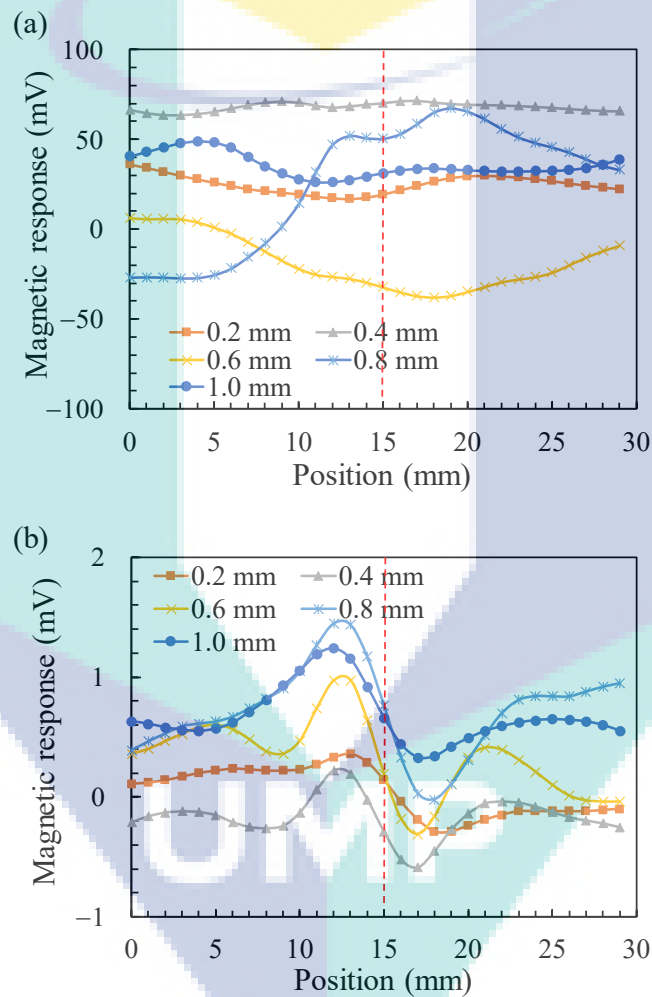 (a)
100
50
0
−50
−100
Magnetic response (mV)
0.2 mm 0.4 mm
0.6 mm 0.8 mm
1.0 mm
0 5 10 15 20 25 30
Position (mm)
(b)
2
1
0
-1
Magnetic response (mV)
0.2 mm 0.4 mm
0.6 mm 0.8 mm
1.0 mm
UMP
0 5 10 15 20 25 30
Position (mm)